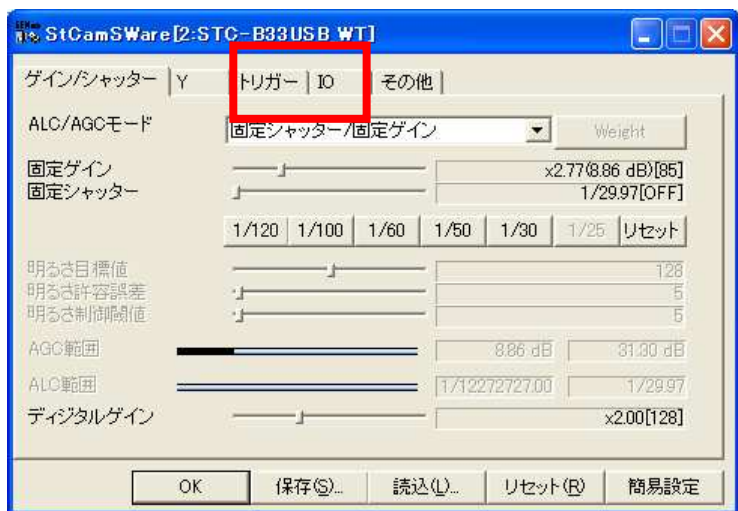 StCamSWare[2:STC-B33USB WT]
ゲイン/シャッター Y トリガー IO その他
ALC/AGCモード 固定シャッター/固定ゲイン Weight
固定ゲイン x2.77(8.86 dB)[85]
固定シャッター 1/29.97[OFF]
1/120 1/100 1/60 1/50 1/30 1/25 リセット
明るさ目標値 128
明るさ許容誤差 5
明るさ制御閾値 5
AGC範囲 8.86 dB 31.30 dB
ALC範囲 1/12272727.00 1/29.97
ディジタルゲイン x2.00[128]
OK 保存(S)... 読込(L)... リセット(R) 簡易設定